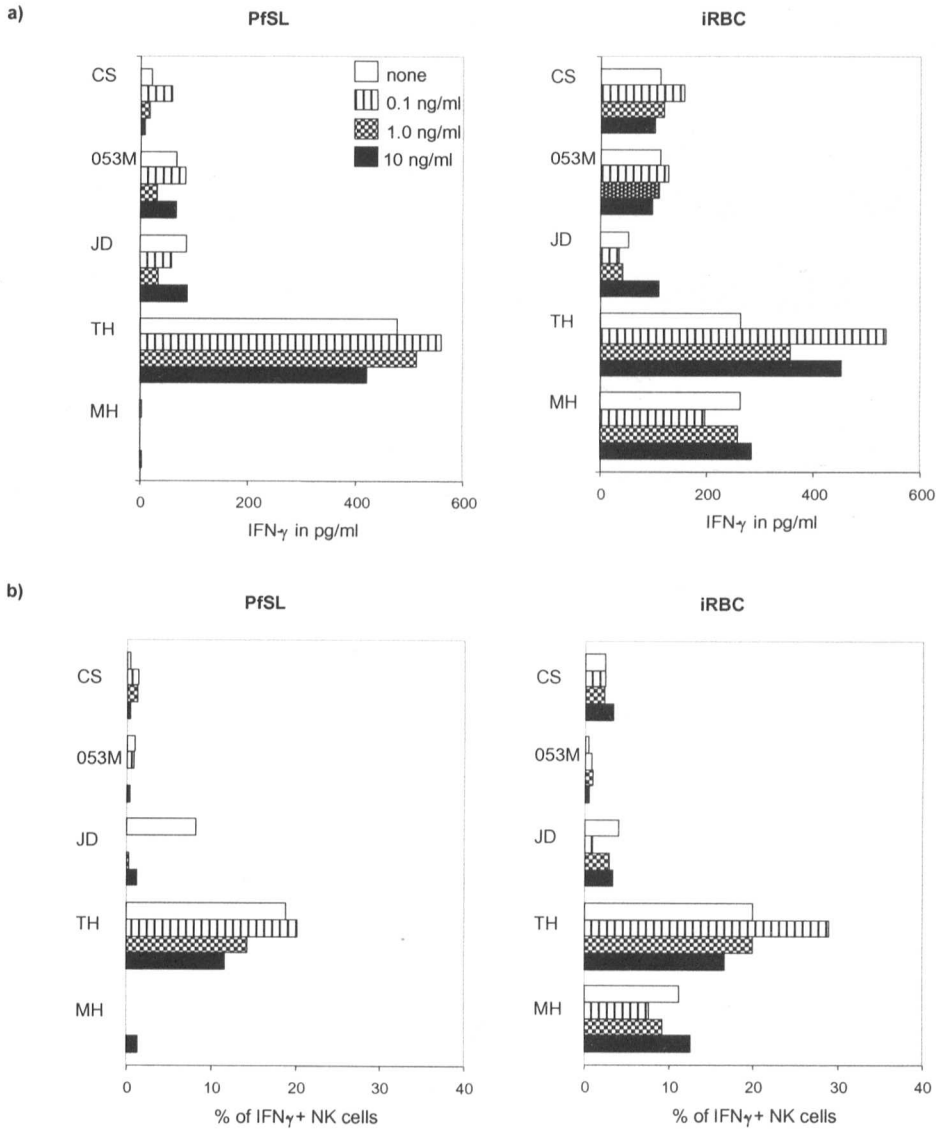 a)
PfSL
iRBC
CS
053M
JD
TH
MH
none
0.1 ng/ml
1.0 ng/ml
10 ng/ml
0 200 400 600
IFN-γ in pg/ml
CS
053M
JD
TH
MH
0 200 400 600
IFN-γ in pg/ml
b)
PfSL
iRBC
CS
053M
JD
TH
MH
0 10 20 30 40
% of IFNγ+ NK cells
CS
053M
JD
TH
MH
0 10 20 30 40
% of IFNγ+ NK cells